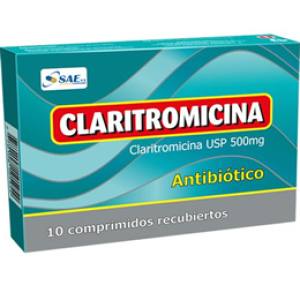 SAE
CLARITROMICINA
Claritromicina USP 500mg
Antibiótico
10 comprimidos recubiertos